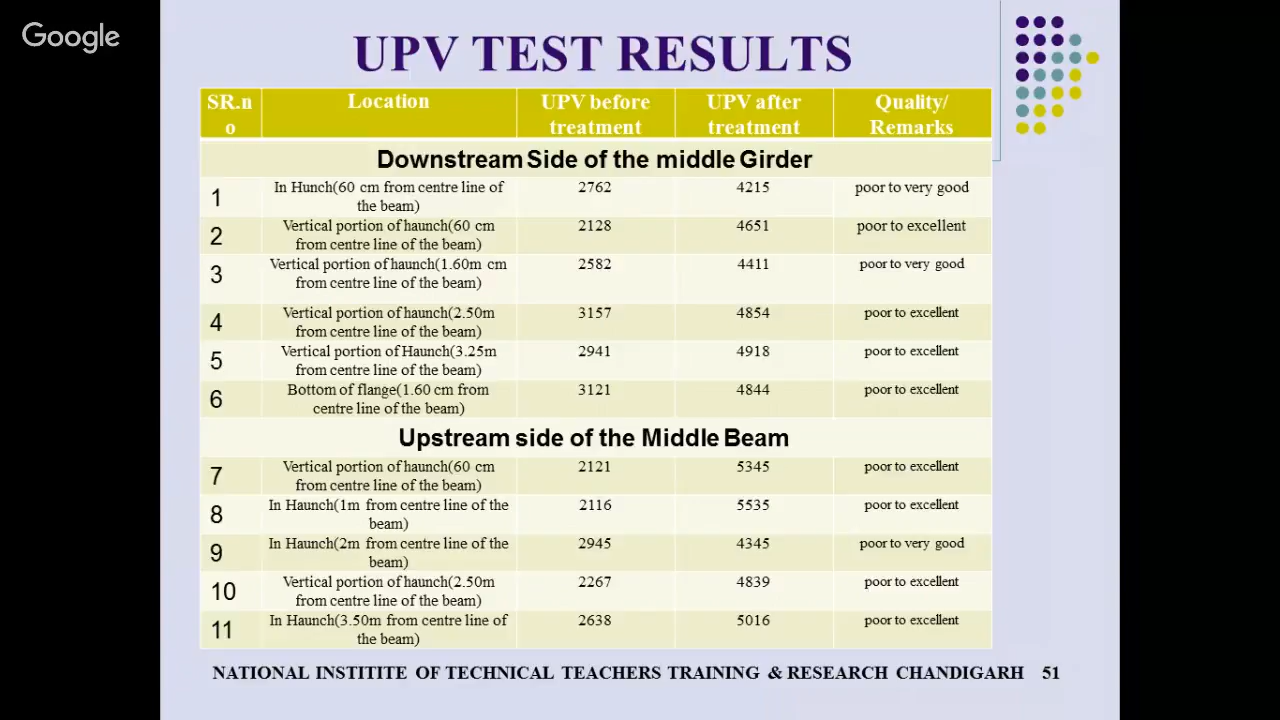 Google
UPV TEST RESULTS
SR.n
o
Location
UPV before
treatment
UPV after
treatment
Quality/
Remarks
Downstream Side of the middle Girder
1
In Hunch(60 cm from centre line of
the beam)
2762
4215
poor to very good
2
Vertical portion of haunch(60 cm
from centre line of the beam)
2128
4651
poor to excellent
3
Vertical portion of haunch(1.60m cm
from centre line of the beam)
2582
4411
poor to very good
4
Vertical portion of haunch(2.50m
from centre line of the beam)
3157
4854
poor to excellent
5
Vertical portion of Haunch(3.25m
from centre line of the beam)
2941
4918
poor to excellent
6
Bottom of flange(1.60 cm from
centre line of the beam)
3121
4844
poor to excellent
Upstream side of the Middle Beam
7
Vertical portion of haunch(60 cm
from centre line of the beam)
2121
5345
poor to excellent
8
In Haunch(1m from centre line of the
beam)
2116
5535
poor to excellent
9
In Haunch(2m from centre line of the
beam)
2945
4345
poor to very good
10
Vertical portion of haunch(2.50m
from centre line of the beam)
2267
4839
poor to excellent
11
In Haunch(3.50m from centre line of
the beam)
2638
5016
poor to excellent
NATIONAL INSTITITE OF TECHNICAL TEACHERS TRAINING & RESEARCH CHANDIGARH 51